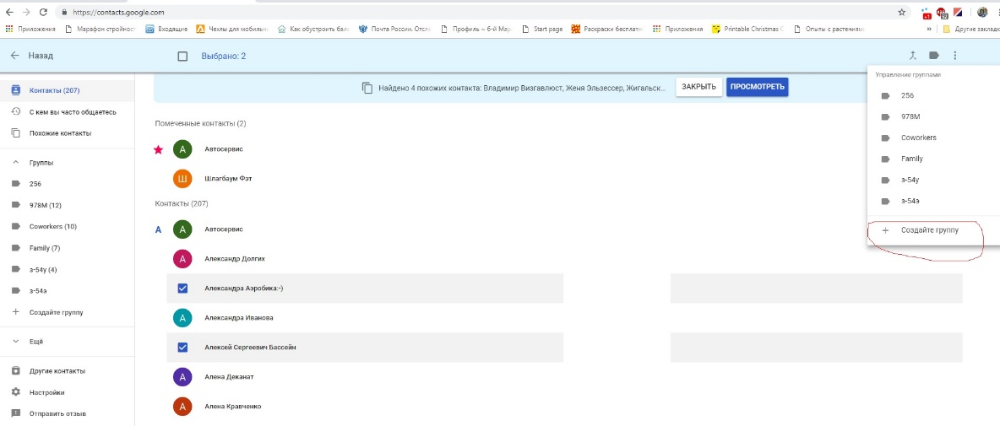 https://contacts.google.com
+1
Приложения
Марафон стройност
Входящие
Чехлы для мобильн
Как обустроить бал
Почта России. Отсл
Профиль ~ 6-й Мар
Start page
Раскраски бесплатн
Приложения
Printable Christmas C
Опыты с растениям
»
Другие закладк
Назад
Выбрано: 2
Контакты (207)
С кем вы часто общаетесь
Похожие контакты
Группы
256
978М (12)
Coworkers (10)
Family (7)
з-54у (4)
з-54э
Создайте группу
Ещё
Другие контакты
Настройки
Отправить отзыв
Найдено 4 похожих контакта: Владимир Визгавлюст, Женя Эльзессер, Жигальск...
ЗАКРЫТЬ
ПРОСМОТРЕТЬ
Помеченные контакты (2)
А
Автосервис
Ш
Шлагбаум Фэт
Контакты (207)
А
А
Автосервис
А
Александр Долгих
Александра Аэробика:-)
А
Александра Иванова
Алексей Сергеевич Бассейн
А
Алена Деканат
А
Алена Кравченко
Управление группами
256
978М
Coworkers
Family
з-54у
з-54э
Создайте группу